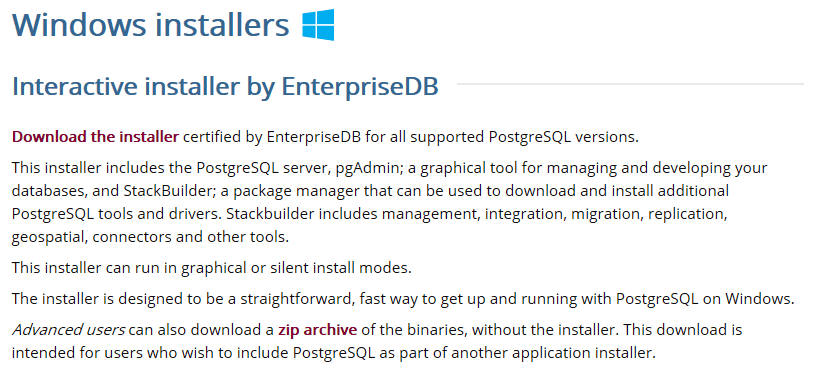 Windows installers
Interactive installer by EnterpriseDB
Download the installer certified by EnterpriseDB for all supported PostgreSQL versions.
This installer includes the PostgreSQL server, pgAdmin; a graphical tool for managing and developing your
databases, and StackBuilder; a package manager that can be used to download and install additional
PostgreSQL tools and drivers. Stackbuilder includes management, integration, migration, replication,
geospatial, connectors and other tools.
This installer can run in graphical or silent install modes.
The installer is designed to be a straightforward, fast way to get up and running with PostgreSQL on Windows.
Advanced users can also download a zip archive of the binaries, without the installer. This download is
intended for users who wish to include PostgreSQL as part of another application installer.